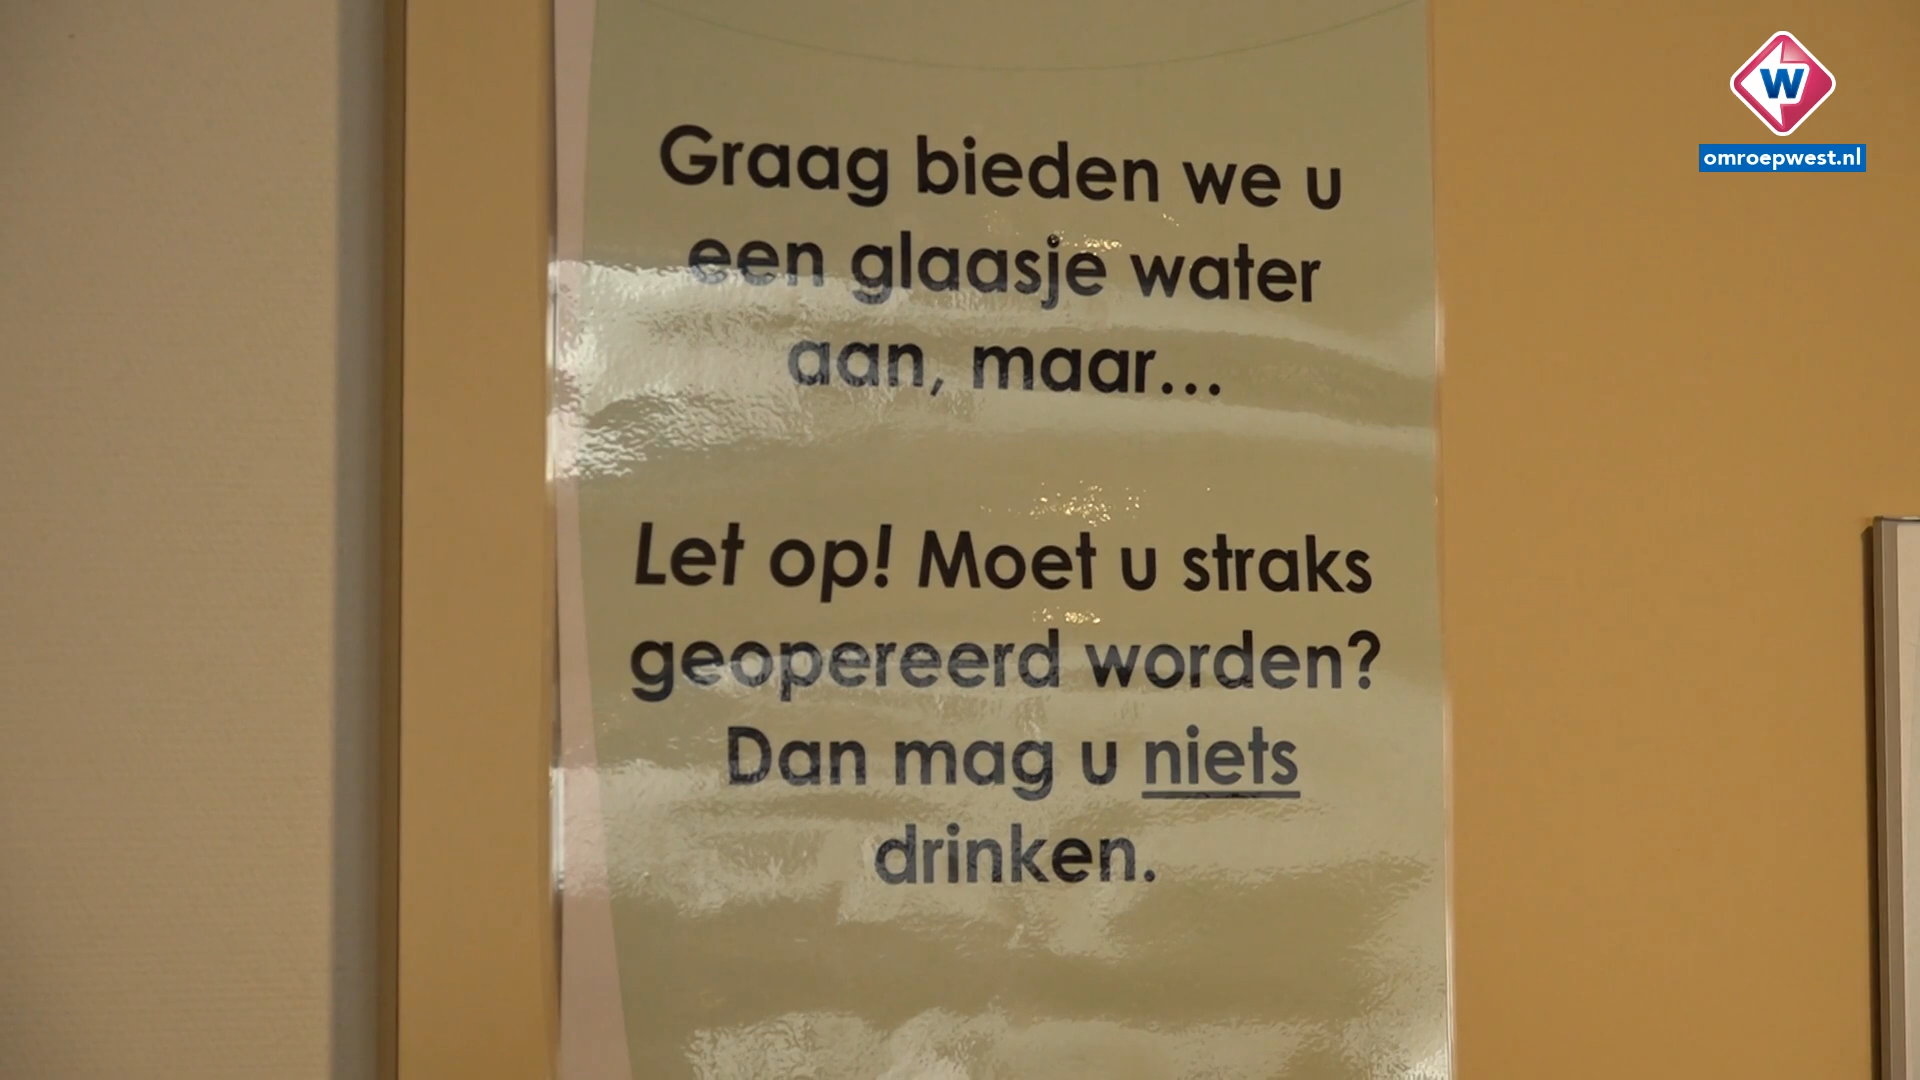 W
omroepwest.nl
Graag bieden we u
een glaasje water
aan, maar...
Let op! Moet u straks
geopereerd worden?
Dan mag u niets
drinken.